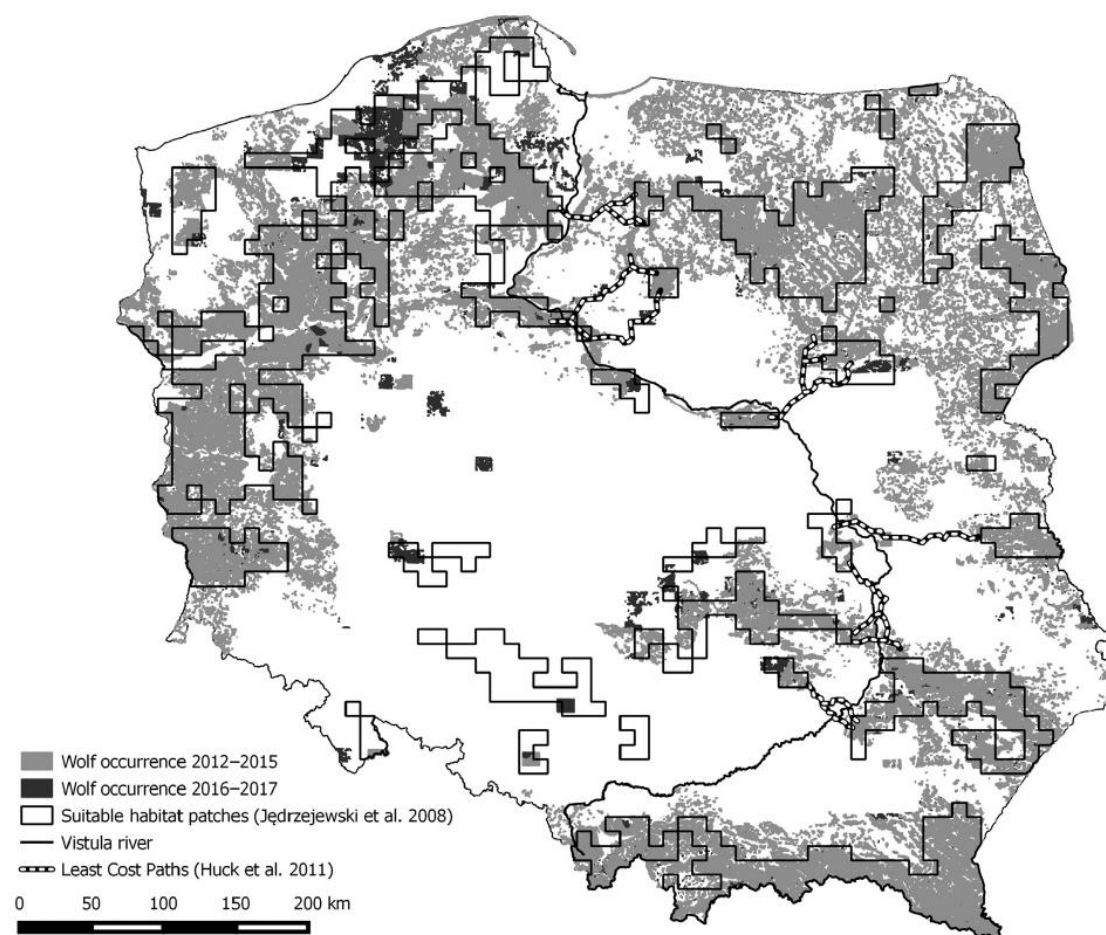 Wolf occurrence 2012–2015
Wolf occurrence 2016–2017
Suitable habitat patches (Jędrzejewski et al. 2008)
Vistula river
Least Cost Paths (Huck et al. 2011)
0 50 100 150 200 km